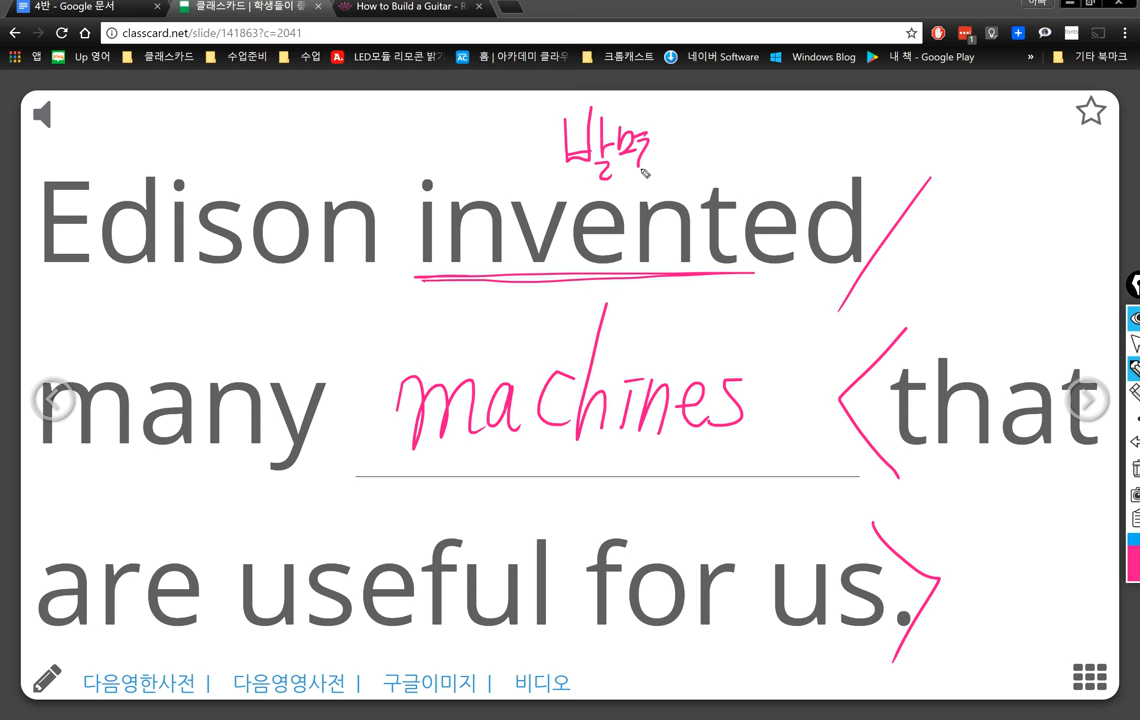 4반 - Google 문서
클래스카드 | 학생들이 좋
How to Build a Guitar - R
classcard.net/slide/141863?c=2041
앱 Up 영어 클래스카드 수업준비 수업 LED모듈 리모콘 밝기 홈 | 아카데미 클라우 크롬캐스트 네이버 Software Windows Blog 내 책 - Google Play » 기타 북마크
발며
Edison invented
many machines that
are useful for us.
다음영한사전 | 다음영영사전 | 구글이미지 | 비디오